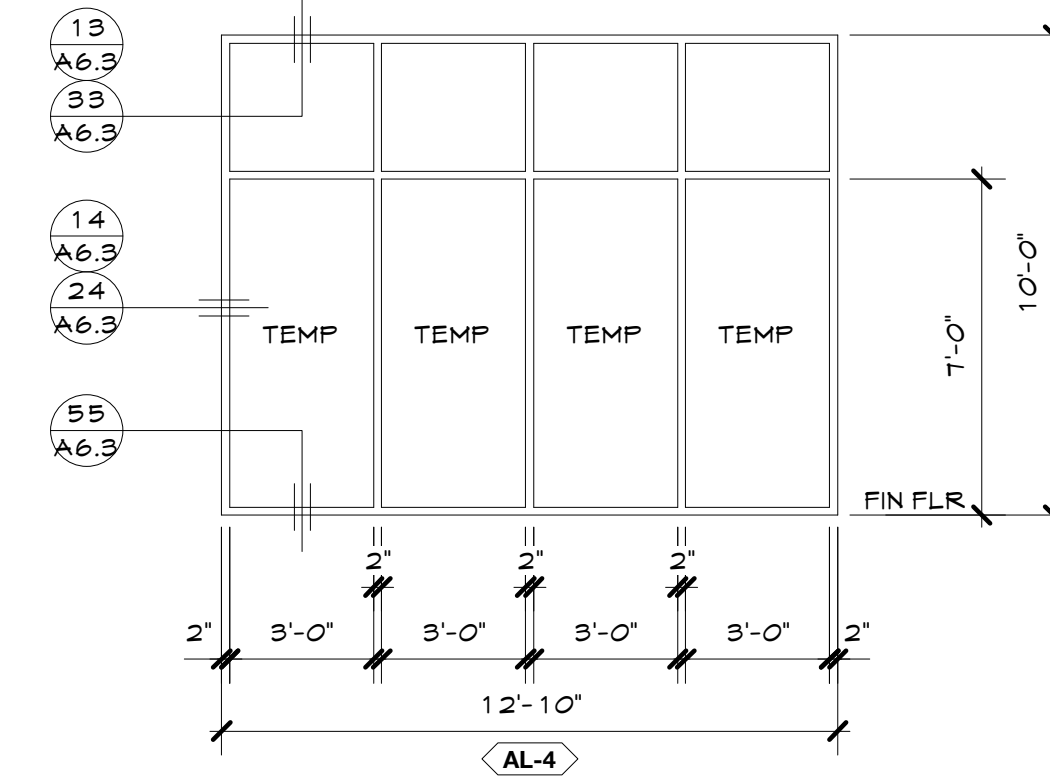 13
A6.3
33
A6.3
14
A6.3
24
A6.3
55
A6.3
TEMP TEMP TEMP TEMP
10'-0"
7'-0"
FIN FLR
2" 2" 2"
2" 3'-0" 3'-0" 3'-0" 3'-0" 2"
12'-10"
AL-4